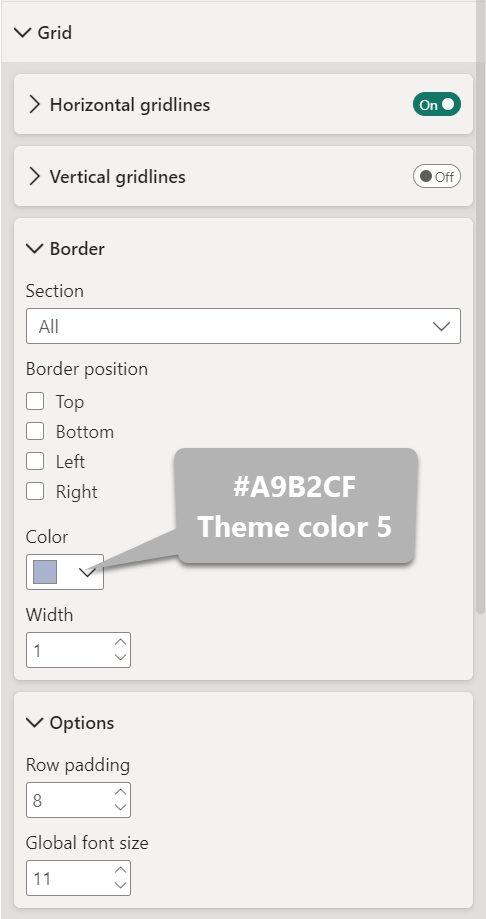 Grid
Horizontal gridlines On
Vertical gridlines Off
Border
Section
All
Border position
Top
Bottom
Left
Right
#A9B2CF
Theme color 5
Color
Width
1
Options
Row padding
8
Global font size
11